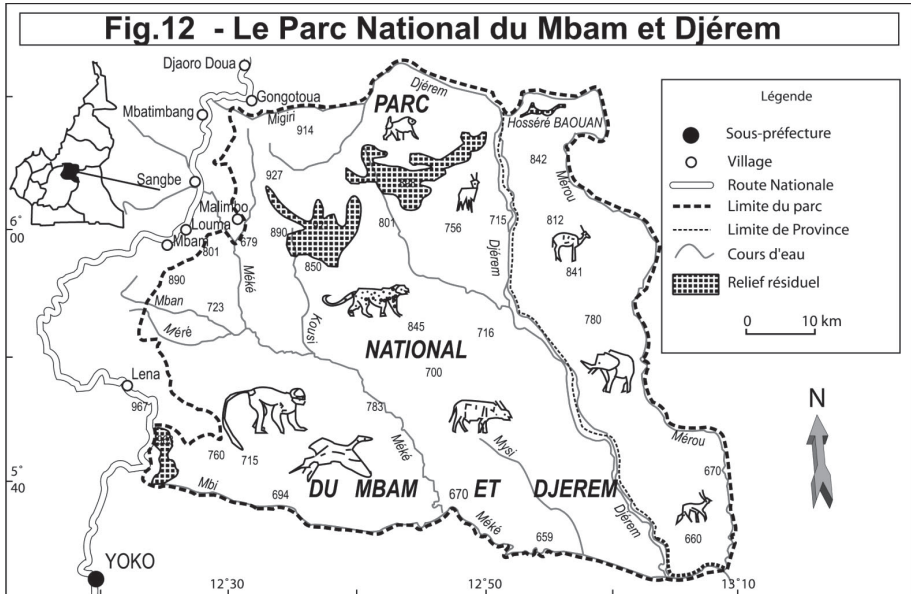 Fig.12 - Le Parc National du Mbam et Djérem
Djaoro Doua
Gongotoua
Mbatimbang
Migiri
914
Djérem
PARC
Hosséré BAOUAN
842
Mérou
Sangbe
927
Malimbo
Louma
Mbam
801
679
890
850
801
756
715
812
841
Djérem
6°
00
890
Mban
723
Méré
Méké
Kousi
845
716
780
NATIONAL
700
Lena
967
783
Méké
Mysi
Mérou
760
715
5°
40
Mbi
694
DU MBAM ET DJEREM
670
670
Méké
659
Djérem
660
YOKO
12°30
12°50
13°10
Légende
Sous-préfecture
Village
Route Nationale
Limite du parc
Limite de Province
Cours d'eau
Relief résiduel
0 10 km
N